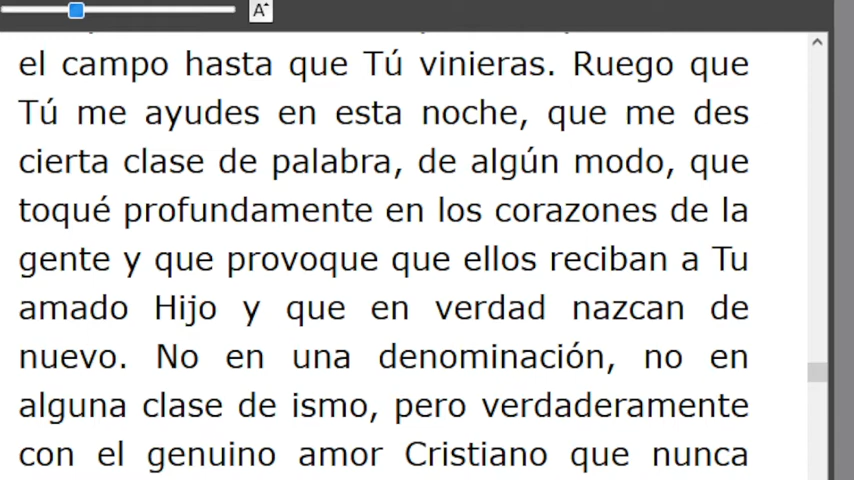 A
el campo hasta que Tú vinieras. Ruego que
Tú me ayudes en esta noche, que me des
cierta clase de palabra, de algún modo, que
toqué profundamente en los corazones de la
gente y que provoque que ellos reciban a Tu
amado Hijo y que en verdad nazcan de
nuevo. No en una denominación, no en
alguna clase de ismo, pero verdaderamente
con el genuino amor Cristiano que nunca